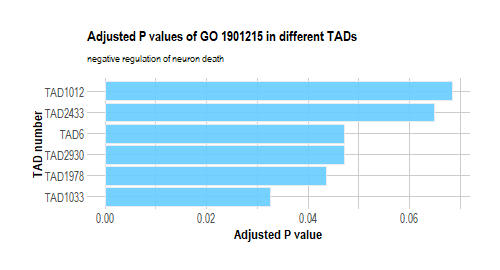 Adjusted P values of GO 1901215 in different TADs
negative regulation of neuron death
TAD number
TAD1012
TAD2433
TAD6
TAD2930
TAD1978
TAD1033
0.00 0.02 0.04 0.06
Adjusted P value